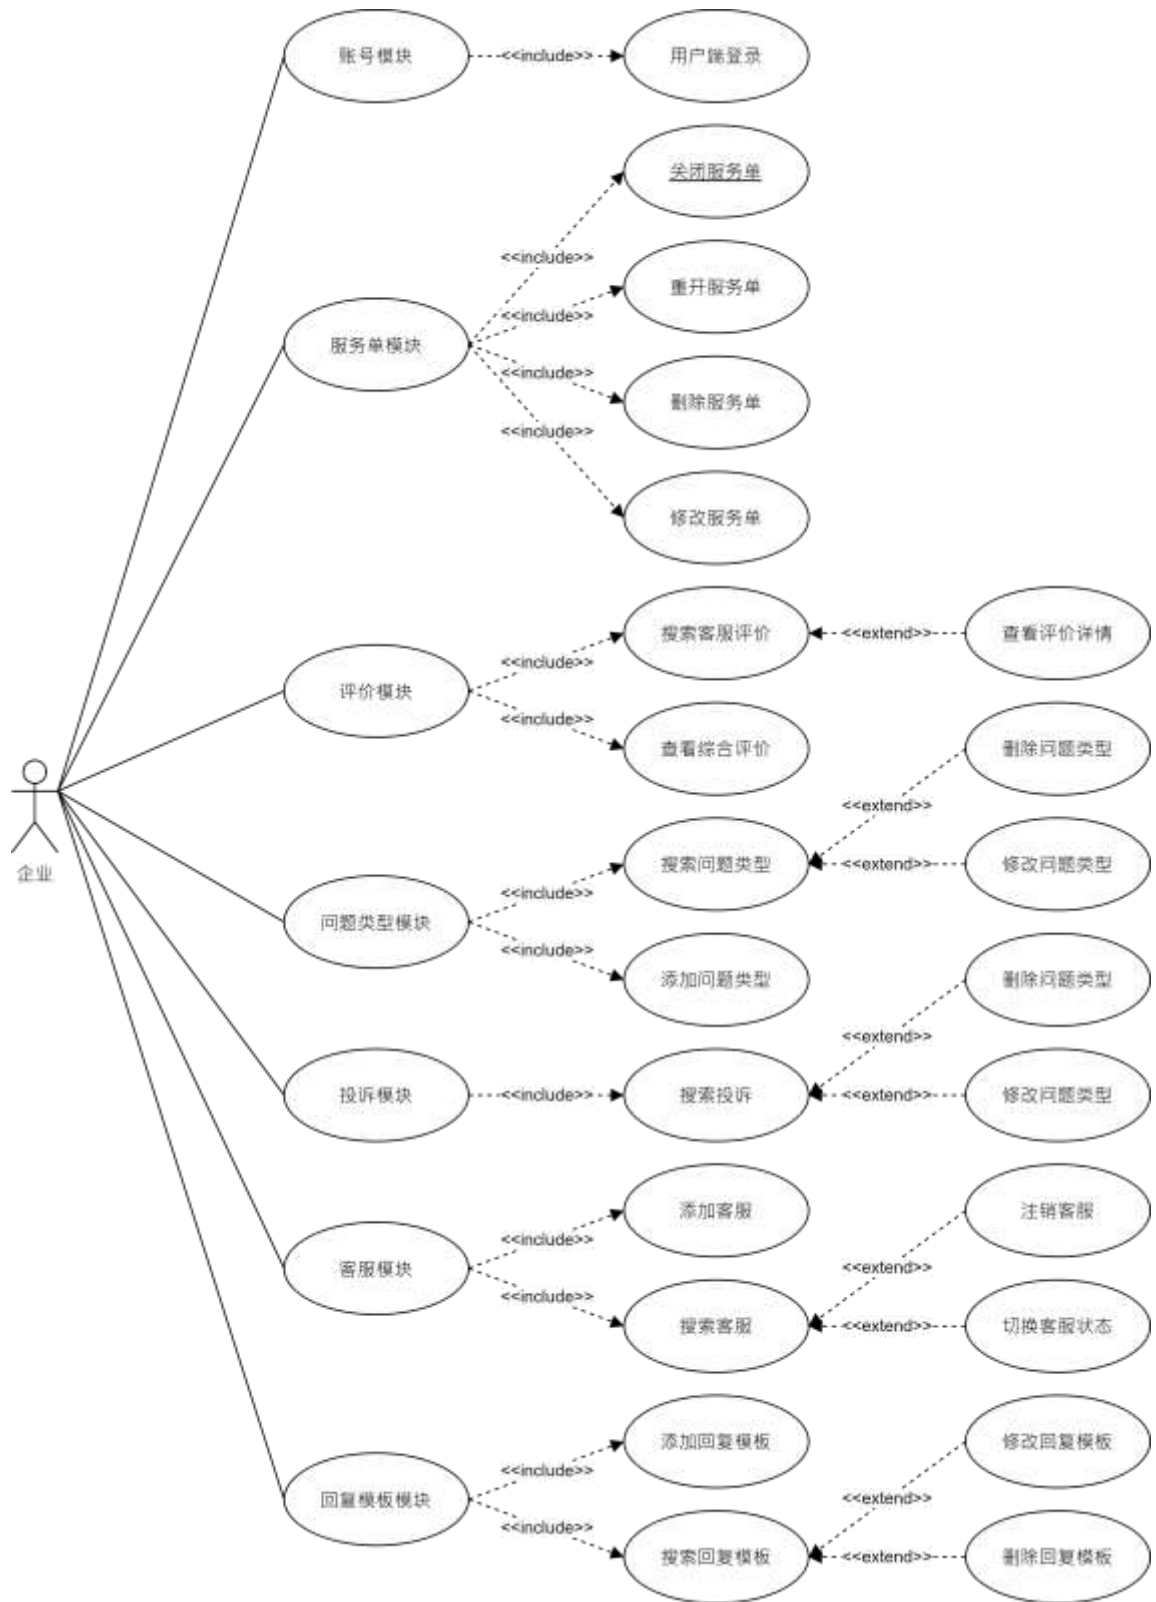 账号模块
<<include>>
用户端登录
关闭服务单
<<include>>
重开服务单
<<include>>
服务单模块
<<include>>
删除服务单
<<include>>
修改服务单
搜索客服评价
<<extend>>
查看评价详情
<<include>>
评价模块
<<include>>
查看综合评价
删除问题类型
<<extend>>
搜索问题类型
<<extend>>
修改问题类型
企业
<<include>>
问题类型模块
<<include>>
添加问题类型
删除问题类型
<<extend>>
投诉模块
<<include>>
搜索投诉
<<extend>>
修改问题类型
添加客服
注销客服
<<include>>
客服模块
<<extend>>
<<include>>
搜索客服
<<extend>>
切换客服状态
添加回复模板
修改回复模板
<<include>>
回复模板模块
<<extend>>
<<include>>
搜索回复模板
<<extend>>
删除回复模板